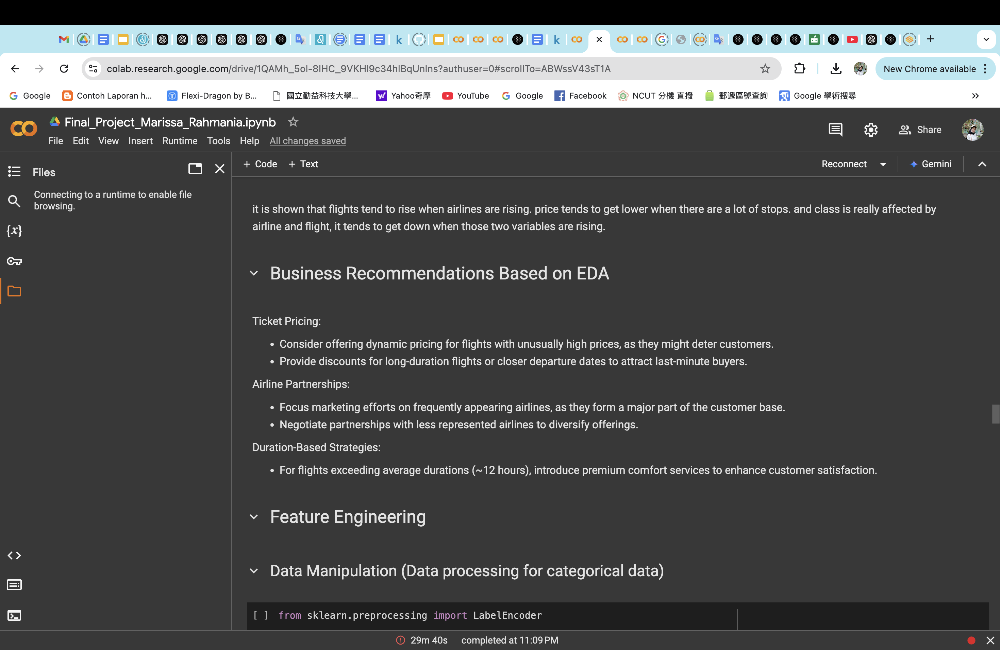 colab.research.google.com/drive/1QAMh_5ol-8IHC_9VKHl9c34hlBqUnIns?authuser=0#scrollTo=ABWssV43sT1A
New Chrome available
Google
Contoh Laporan h...
Flexi-Dragon by B...
國立勤益科技大學...
Yahoo奇摩
YouTube
Google
Facebook
NCUT 分機 直撥
郵遞區號查詢
Google 學術搜尋
Final_Project_Marissa_Rahmania.ipynb
Share
File Edit View Insert Runtime Tools Help All changes saved
Files
+ Code + Text
Reconnect
Gemini
Connecting to a runtime to enable file
browsing.
{x}
it is shown that flights tend to rise when airlines are rising. price tends to get lower when there are a lot of stops. and class is really affected by
airline and flight, it tends to get down when those two variables are rising.
Business Recommendations Based on EDA
Ticket Pricing:
• Consider offering dynamic pricing for flights with unusually high prices, as they might deter customers.
• Provide discounts for long-duration flights or closer departure dates to attract last-minute buyers.
Airline Partnerships:
• Focus marketing efforts on frequently appearing airlines, as they form a major part of the customer base.
• Negotiate partnerships with less represented airlines to diversify offerings.
Duration-Based Strategies:
• For flights exceeding average durations (~12 hours), introduce premium comfort services to enhance customer satisfaction.
Feature Engineering
Data Manipulation (Data processing for categorical data)
[ ] from sklearn.preprocessing import LabelEncoder
29m 40s completed at 11:09 PM